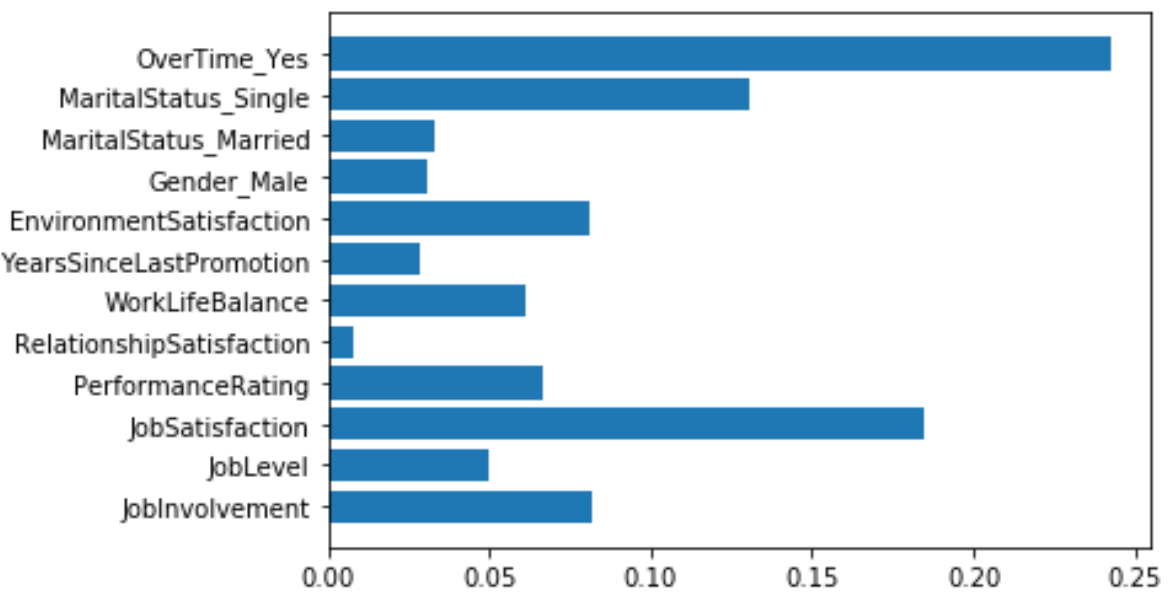 OverTime_Yes
MaritalStatus_Single
MaritalStatus_Married
Gender_Male
EnvironmentSatisfaction
YearsSinceLastPromotion
WorkLifeBalance
RelationshipSatisfaction
PerformanceRating
JobSatisfaction
JobLevel
JobInvolvement
0.00 0.05 0.10 0.15 0.20 0.25